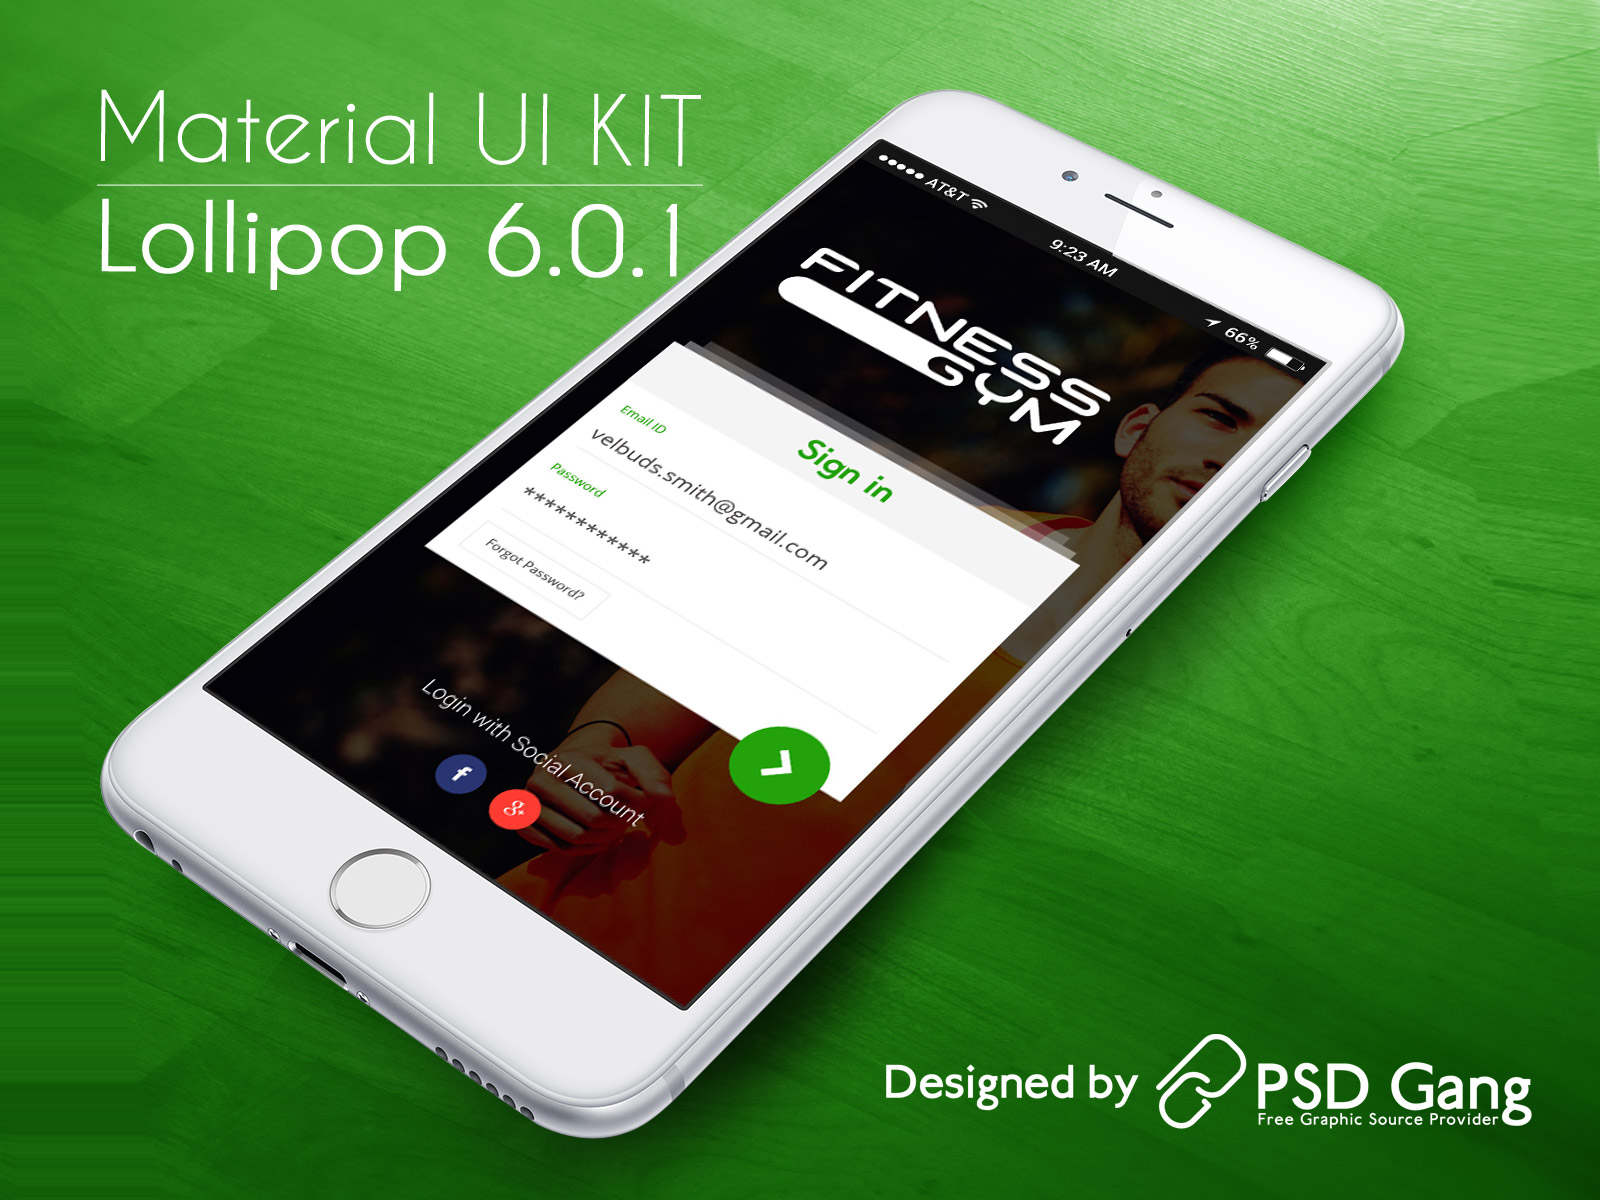 Material UI KIT
Lollipop 6.0.1
AT&T
9:23 AM
66%
FITNESS
GYM
Sign in
Email ID
velbuds.smith@gmail.com
Password
************
Forgot Password?
Login with Social Account
f
g+
Designed by PSD Gang
Free Graphic Source Provider